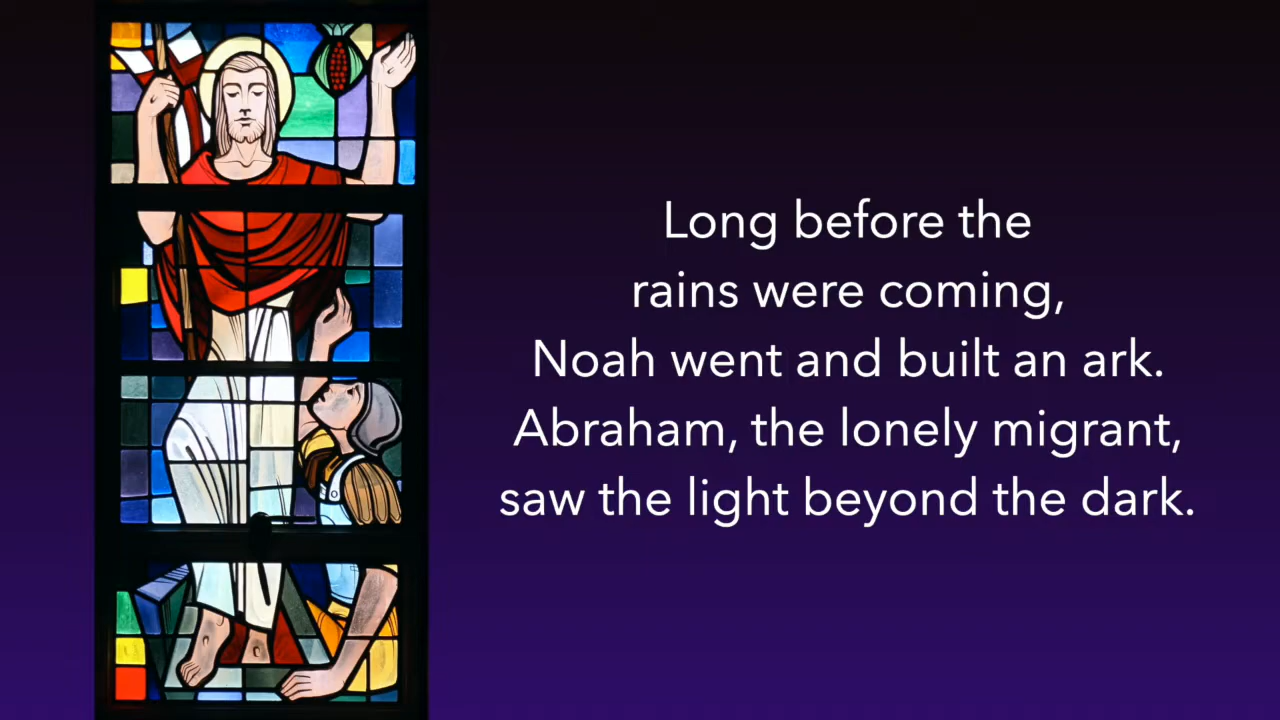 Long before the
rains were coming,
Noah went and built an ark.
Abraham, the lonely migrant,
saw the light beyond the dark.